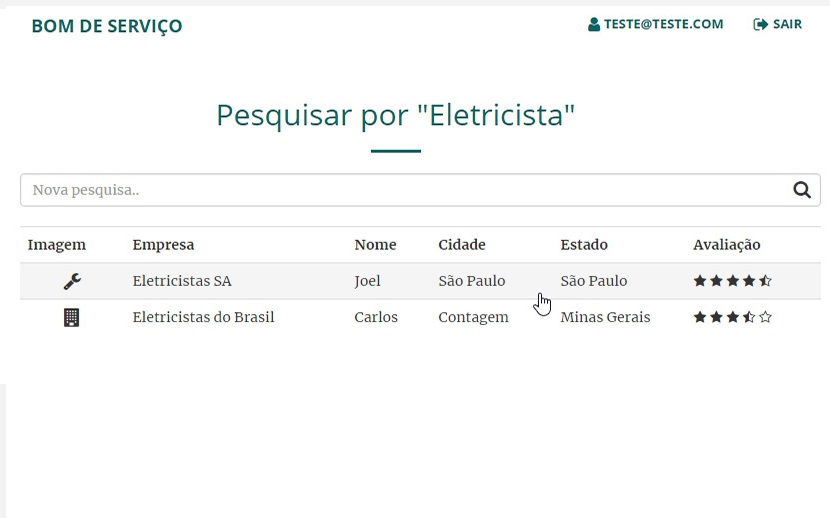 BOM DE SERVIÇO TESTE@TESTE.COM SAIR
Pesquisar por "Eletricista"
Nova pesquisa..
Imagem Empresa Nome Cidade Estado Avaliação
Eletricistas SA Joel São Paulo São Paulo
Eletricistas do Brasil Carlos Contagem Minas Gerais